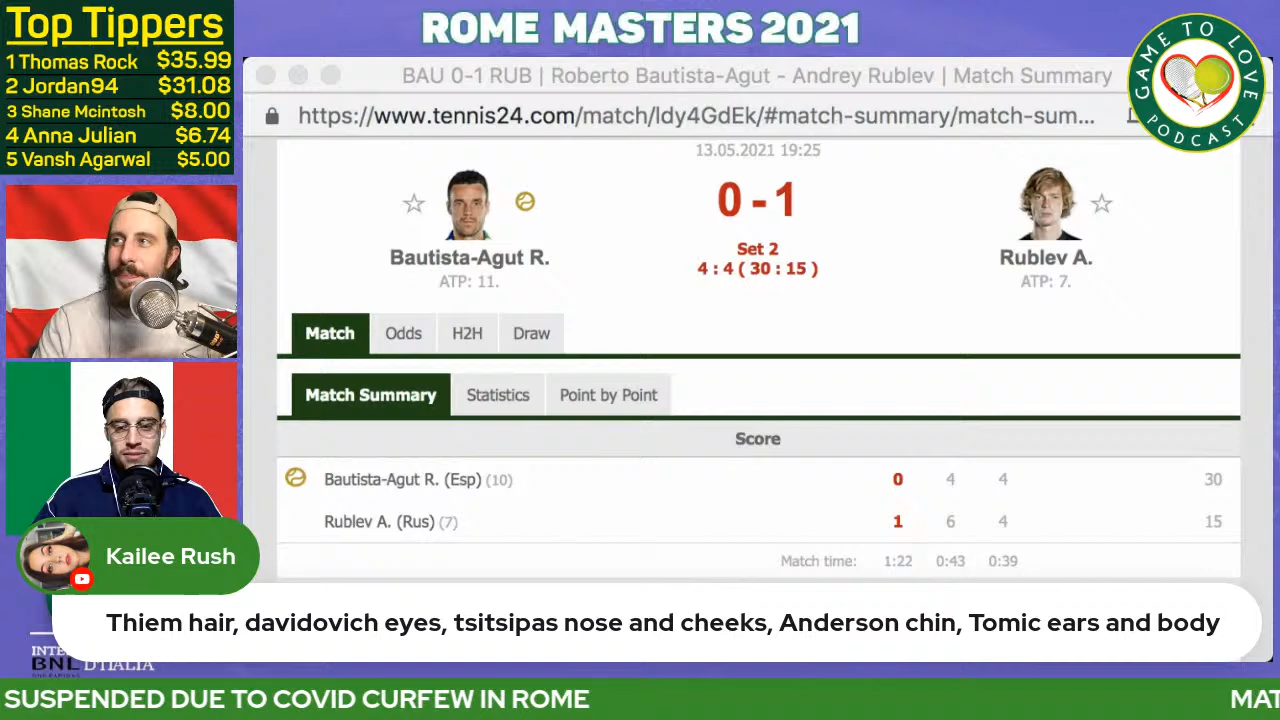 Top Tippers
1 Thomas Rock $35.99
2 Jordan94 $31.08
3 Shane Mcintosh $8.00
4 Anna Julian $6.74
5 Vansh Agarwal $5.00
ROME MASTERS 2021
GAME TO LOVE
PODCAST
BAU 0-1 RUB | Roberto Bautista-Agut - Andrey Rublev | Match Summary
https://www.tennis24.com/match/ldy4GdEk/#match-summary/match-sum...
13.05.2021 19:25
0 - 1
Set 2
4 : 4 ( 30 : 15 )
Bautista-Agut R.
ATP: 11.
Rublev A.
ATP: 7.
Match Odds H2H Draw
Match Summary Statistics Point by Point
Score
Bautista-Agut R. (Esp) (10) 0 4 4 30
Rublev A. (Rus) (7) 1 6 4 15
Match time: 1:22 0:43 0:39
Kailee Rush
Thiem hair, davidovich eyes, tsitsipas nose and cheeks, Anderson chin, Tomic ears and body
INTE
BNL D'ITALIA
SUSPENDED DUE TO COVID CURFEW IN ROME
MAT